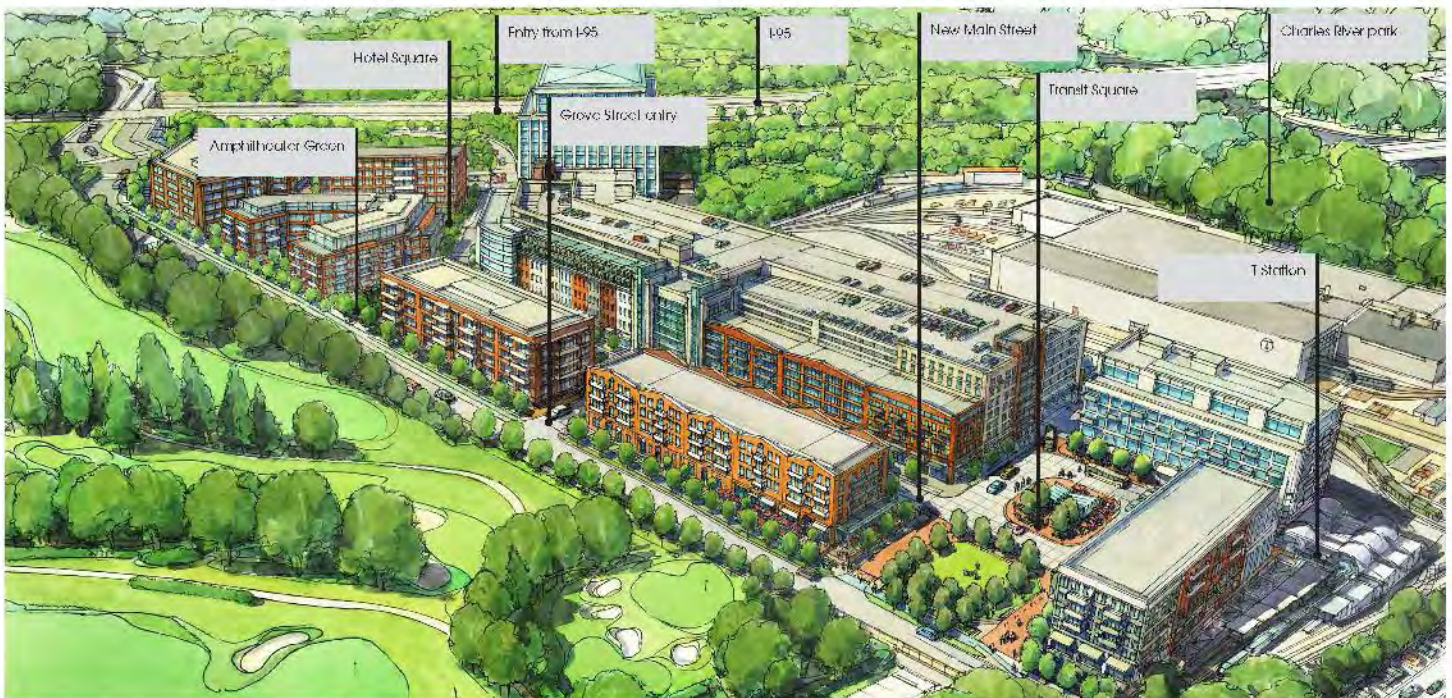 Entry from I-95
I-95
New Main Street
Charles River park
Hotel Square
Transit Square
Grove Street entry
Amphitheater Green
T Station